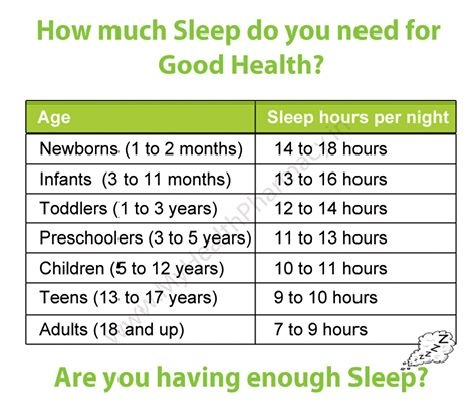 How much Sleep do you need for
Good Health?
Age Sleep hours per night
Newborns (1 to 2 months) 14 to 18 hours
Infants (3 to 11 months) 13 to 16 hours
Toddlers (1 to 3 years) 12 to 14 hours
Preschoolers (3 to 5 years) 11 to 13 hours
Children (5 to 12 years) 10 to 11 hours
Teens (13 to 17 years) 9 to 10 hours
Adults (18 and up) 7 to 9 hours
www.MyHealthPharmacy.in
zzzzZ
Are you having enough Sleep?